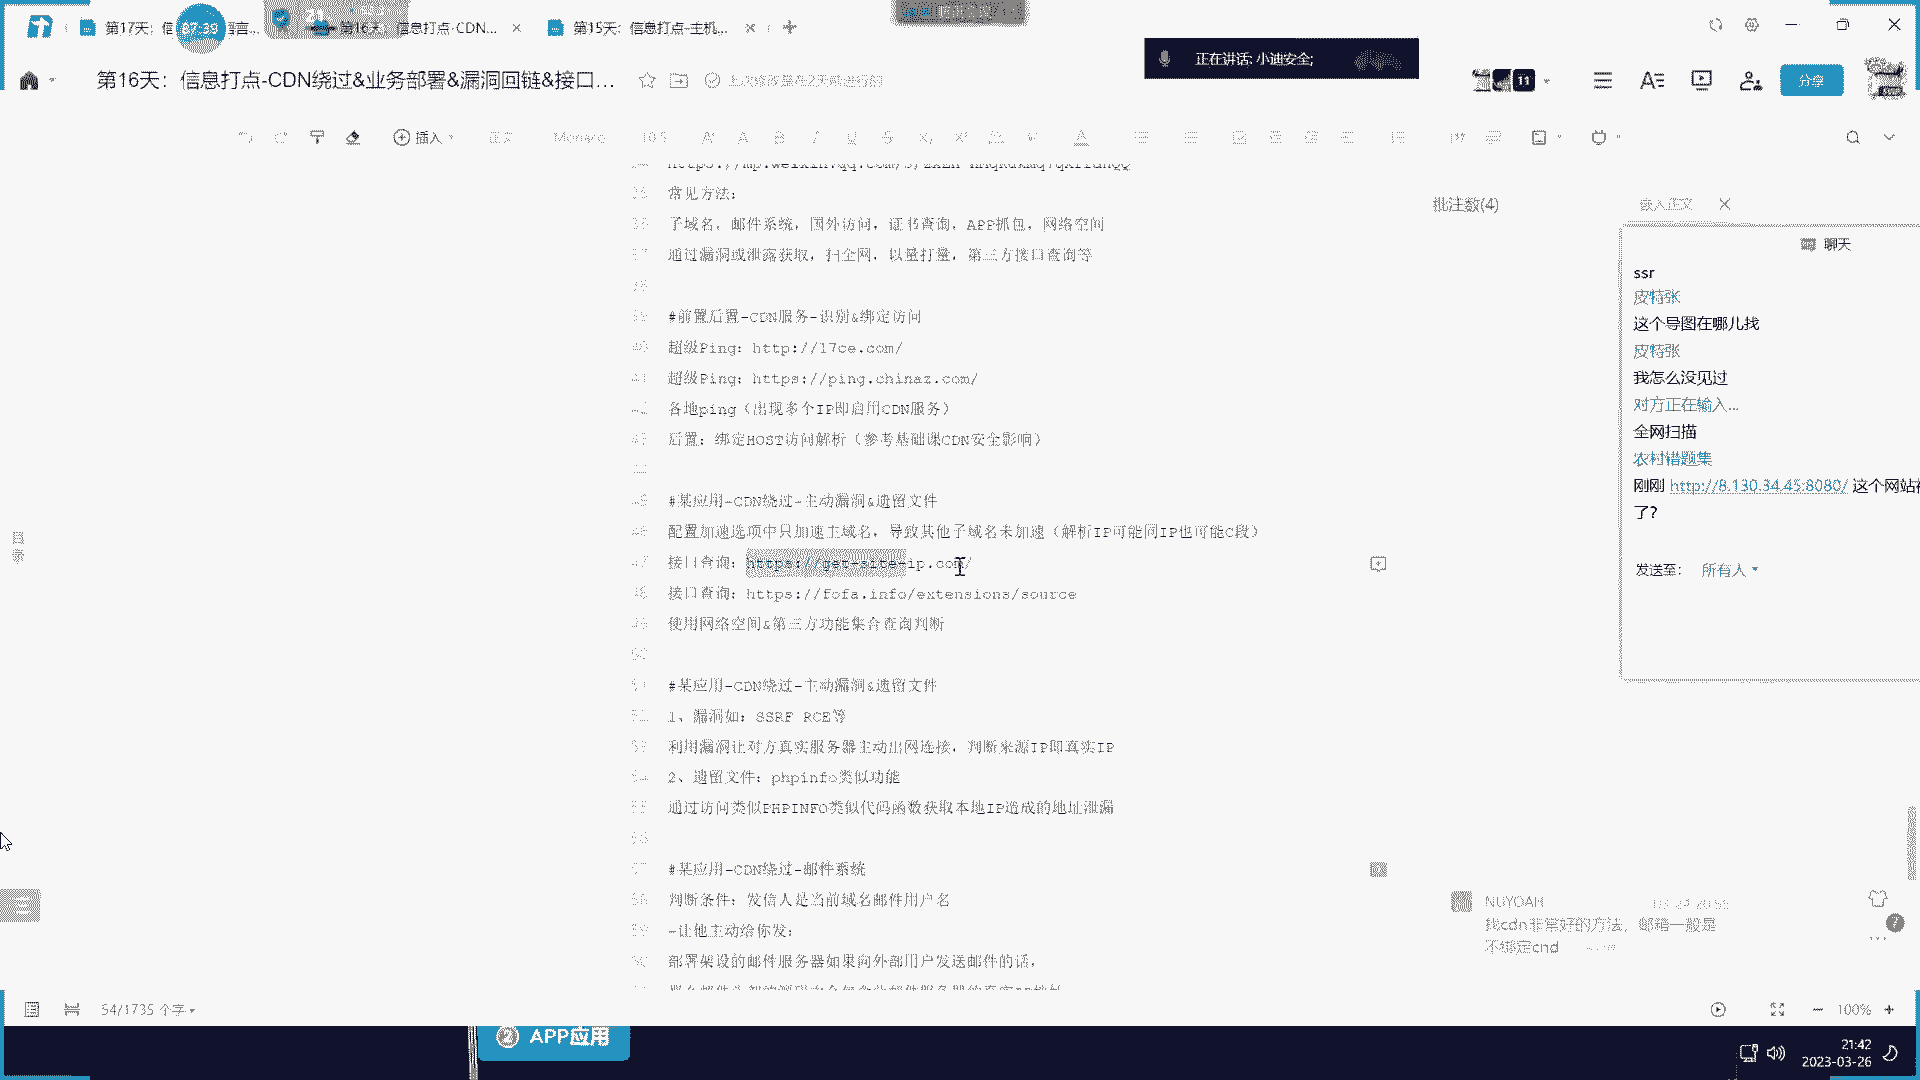 第17天：信
87:33
言...
第16天：信息打点-CDN...
第15天：信息打点-主机...
正在讲话: 小迪安全;
第16天：信息打点-CDN绕过&业务部署&漏洞回链&接口...
11
分享
插入
正文
Monaco
10.5
常见方法：
子域名，邮件系统，国外访问，证书查询，APP抓包，网络空间
通过漏洞或泄露获取，扫全网，以量打量，第三方接口查询等
#前置后置-CDN服务-识别&绑定访问
超级Ping：http://17ce.com/
超级Ping：https://ping.chinaz.com/
各地ping（出现多个IP即启用CDN服务）
后置：绑定HOST访问解析（参考基础课CDN安全影响）
#某应用-CDN绕过-主动漏洞&遗留文件
配置加速选项中只加速主域名，导致其他子域名未加速（解析IP可能同IP也可能C段）
接口查询：https://get-site-ip.com/
接口查询：https://fofa.info/extensions/source
使用网络空间&第三方功能集合查询判断
#某应用-CDN绕过-主动漏洞&遗留文件
1、漏洞如：SSRF RCE等
利用漏洞让对方真实服务器主动出网连接，判断来源IP即真实IP
2、遗留文件：phpinfo类似功能
通过访问类似PHPINFO类似代码函数获取本地IP造成的地址泄漏
#某应用-CDN绕过-邮件系统
判断条件：发信人是当前域名邮件用户名
-让他主动给你发：
部署架设的邮件服务器如果向外部用户发送邮件的话，
批注数(4)
嵌入正文
聊天
ssr
皮特张
这个导图在哪儿找
皮特张
我怎么没见过
对方正在输入...
全网扫描
农村错题集
刚刚 http://8.130.34.45:8080/ 这个网站
了?
发送至：
所有人
NUYOAH
找cdn非常好的方法，邮箱一般是
不绑定cnd
54/1735 个字
100%
② APP应用
21:42
2023-03-26